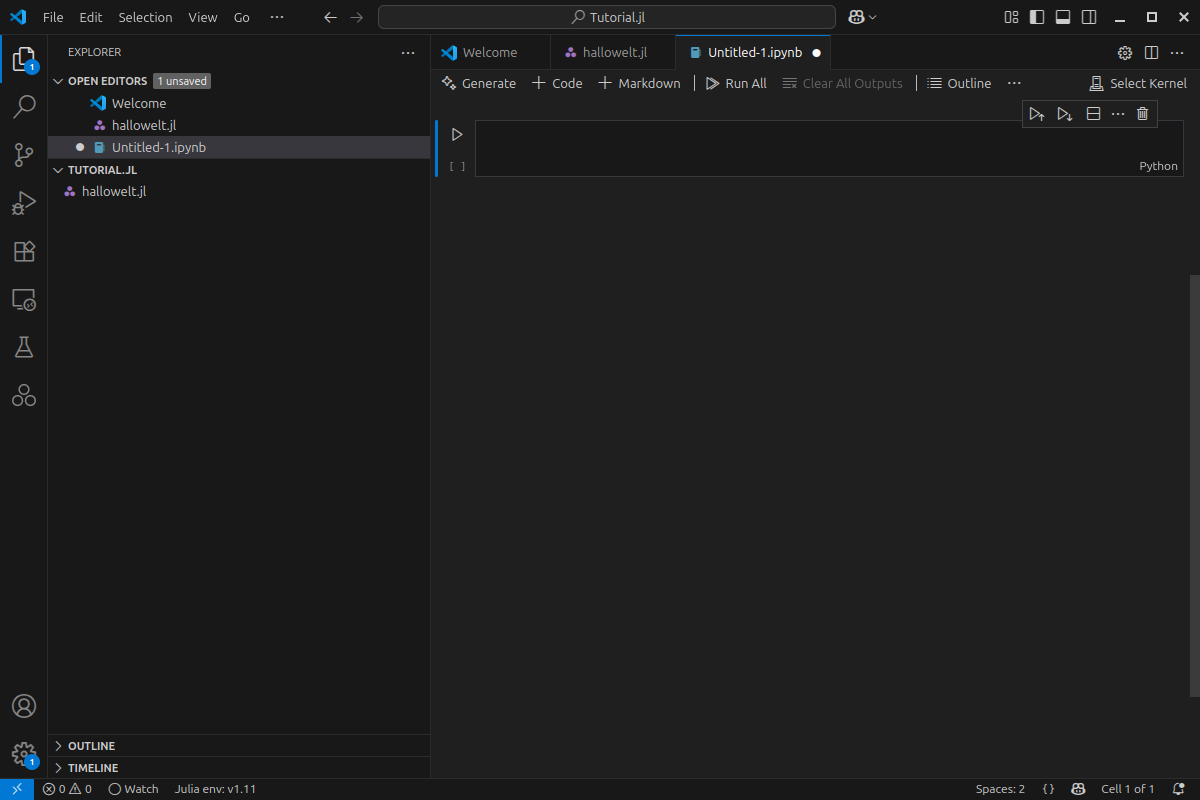 File Edit Selection View Go ··· Tutorial.jl
EXPLORER ···
Welcome hallowelt.jl Untitled-1.ipynb ● ···
1
OPEN EDITORS 1 unsaved
Generate + Code + Markdown Run All Clear All Outputs Outline ··· Select Kernel
Welcome
hallowelt.jl
Untitled-1.ipynb
[ ] Python
TUTORIAL.JL
hallowelt.jl
OUTLINE
1
TIMELINE
0 0 Watch Julia env: v1.11 Spaces: 2 {} Cell 1 of 1